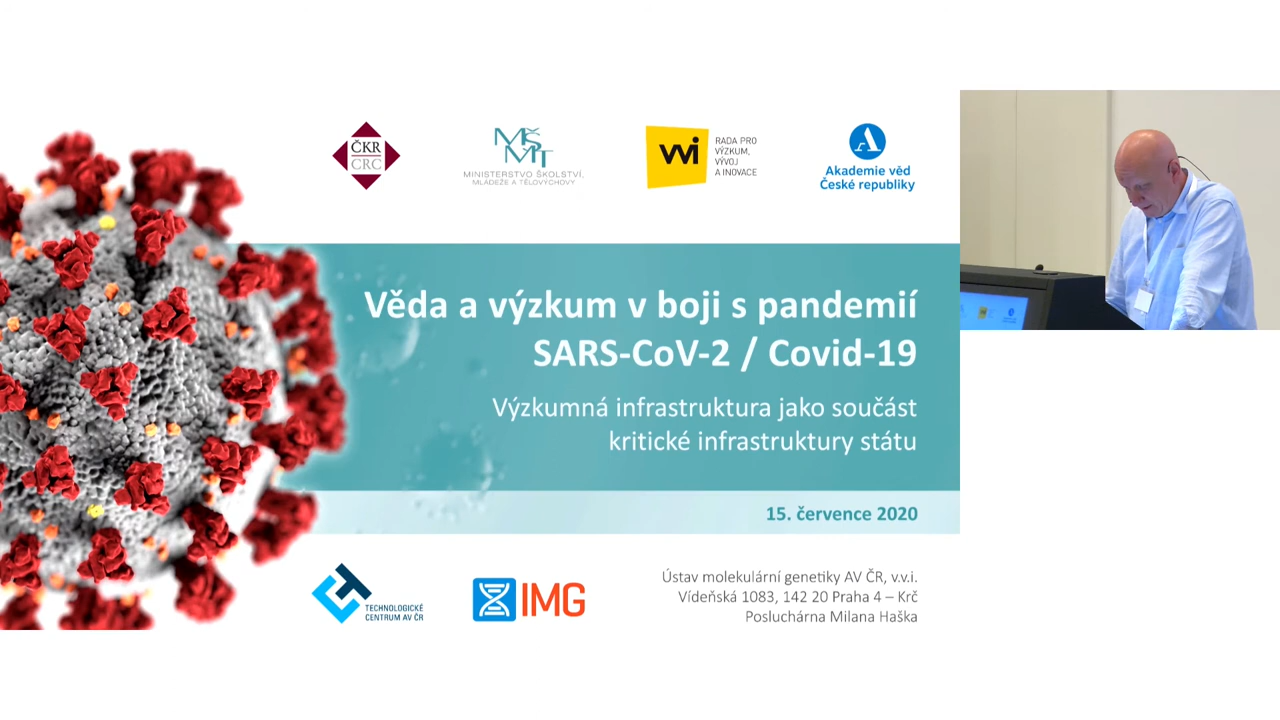 ČKR
CRC
MŠMT
MINISTERSTVO ŠKOLSTVÍ,
MLÁDEŽE A TĚLOVÝCHOVY
VVI
RADA PRO
VÝZKUM,
VÝVOJ
A INOVACE
Akademie věd
České republiky
Věda a výzkum v boji s pandemií
SARS-CoV-2 / Covid-19
Výzkumná infrastruktura jako součást
kritické infrastruktury státu
15. července 2020
TECHNOLOGICKÉ
CENTRUM AV ČR
IMG
Ústav molekulární genetiky AV ČR, v.v.i.
Vídeňská 1083, 142 20 Praha 4 – Krč
Posluchárna Milana Haška